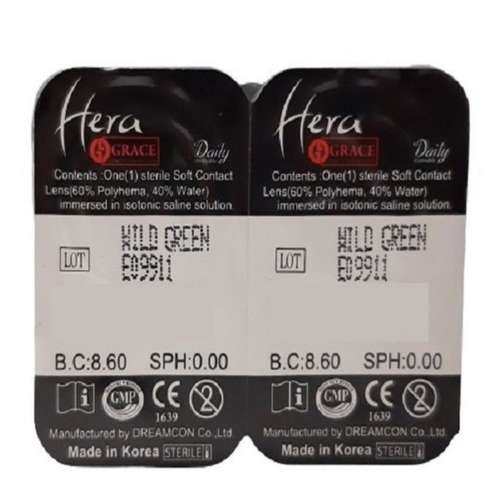 Hera
GRACE
Daily
Contents :One(1) sterile Soft Contact
Lens(60% Polyhema, 40% Water)
immersed in isotonic saline solution.
WILD GREEN
LOT
E09911
B.C:8.60 SPH:0.00
GMP
CE
2
1639
Manufactured by DREAMCON Co.,Ltd.
Made in Korea STERILE
Hera
GRACE
Daily
Contents :One(1) sterile Soft Contact
Lens(60% Polyhema, 40% Water)
immersed in isotonic saline solution.
WILD GREEN
LOT
E09911
B.C:8.60 SPH:0.00
GMP
CE
2
1639
Manufactured by DREAMCON Co.,Ltd.
Made in Korea STERILE